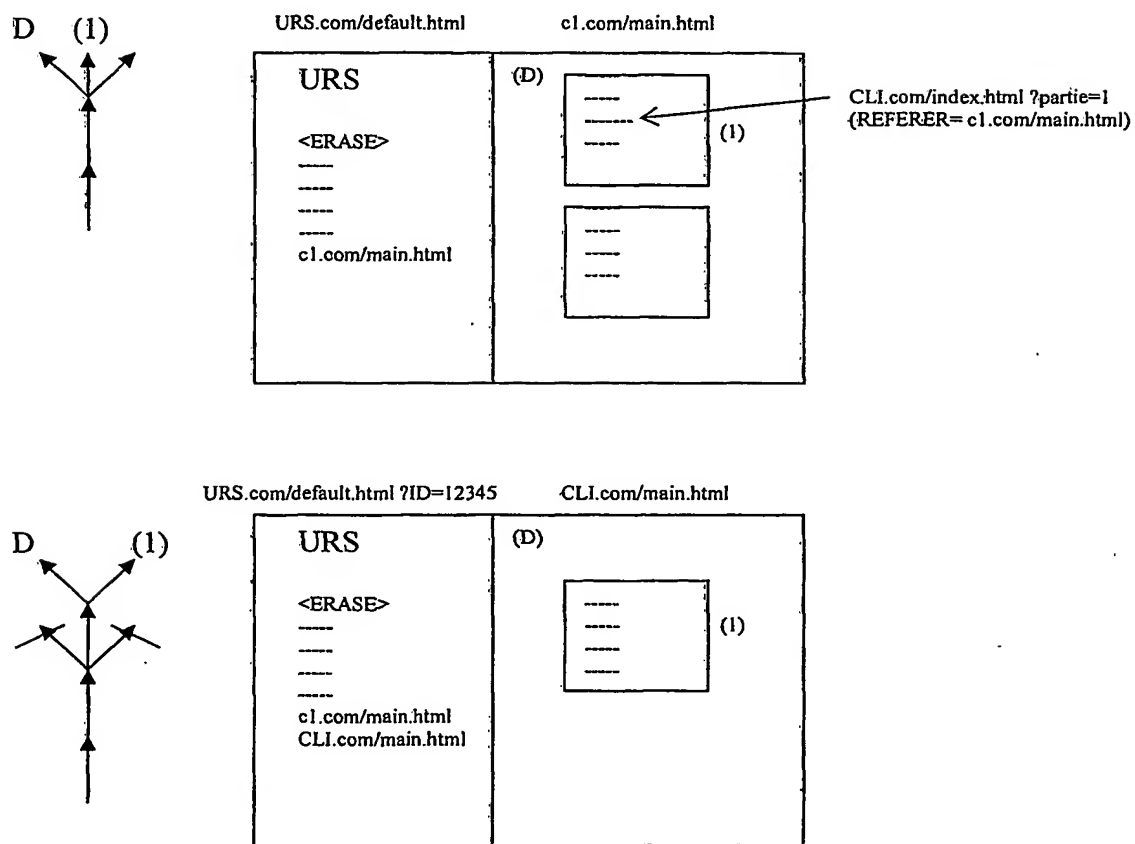 URS.com/default.html c1.com/main.html
D (1)
URS
(D)
CLI.com/index.html ?partie=1
(REFERER= c1.com/main.html)
(1)
<ERASE>
-----
-----
-----
-----
c1.com/main.html
-----
-------
-----
-----
-----
-----
URS.com/default.html ?ID=12345 CLI.com/main.html
D (1)
URS
(D)
<ERASE>
-----
-----
-----
-----
c1.com/main.html
CLI.com/main.html
-----
-----
-----
-----
(1)